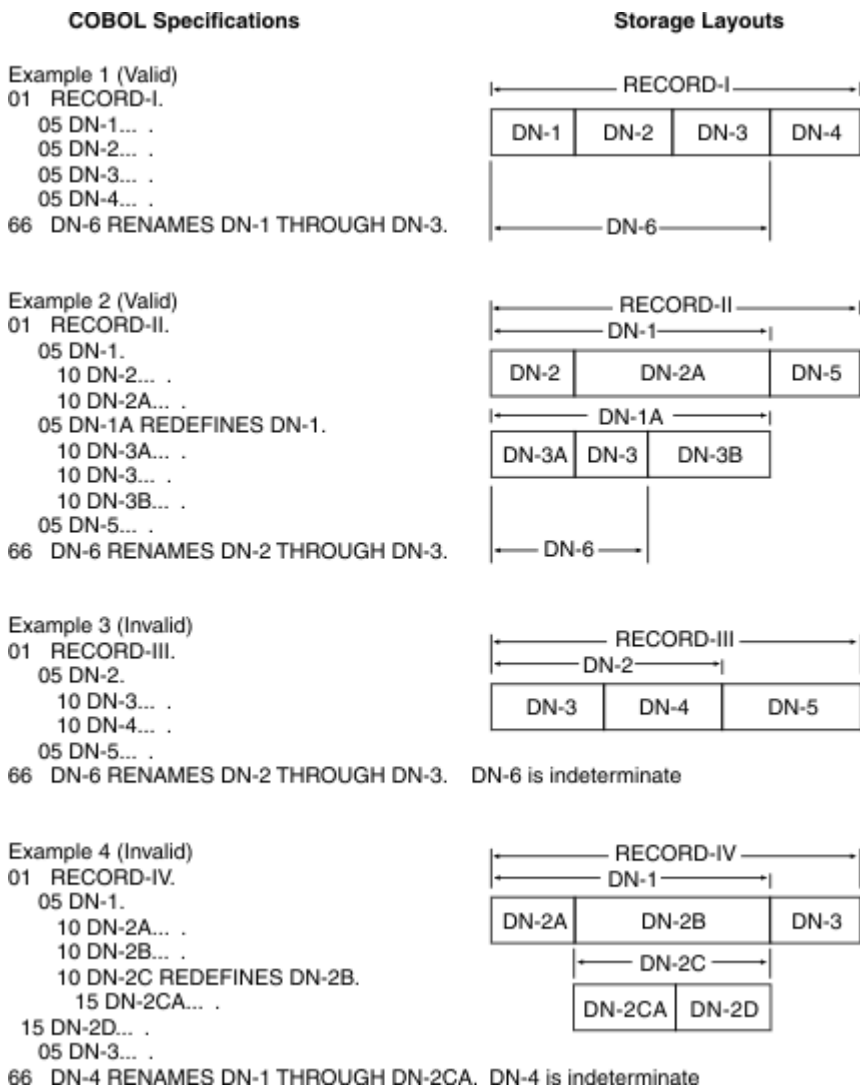 COBOL Specifications
Storage Layouts
Example 1 (Valid)
01 RECORD-I.
05 DN-1... .
05 DN-2... .
05 DN-3... .
05 DN-4... .
66 DN-6 RENAMES DN-1 THROUGH DN-3.
RECORD-I
DN-1 DN-2 DN-3 DN-4
DN-6
Example 2 (Valid)
01 RECORD-II.
05 DN-1.
10 DN-2... .
10 DN-2A... .
05 DN-1A REDEFINES DN-1.
10 DN-3A... .
10 DN-3... .
10 DN-3B... .
05 DN-5... .
66 DN-6 RENAMES DN-2 THROUGH DN-3.
RECORD-II
DN-1
DN-2 DN-2A DN-5
DN-1A
DN-3A DN-3 DN-3B
DN-6
Example 3 (Invalid)
01 RECORD-III.
05 DN-2.
10 DN-3... .
10 DN-4... .
05 DN-5... .
66 DN-6 RENAMES DN-2 THROUGH DN-3. DN-6 is indeterminate
RECORD-III
DN-2
DN-3 DN-4 DN-5
Example 4 (Invalid)
01 RECORD-IV.
05 DN-1.
10 DN-2A... .
10 DN-2B... .
10 DN-2C REDEFINES DN-2B.
15 DN-2CA... .
15 DN-2D... .
05 DN-3... .
66 DN-4 RENAMES DN-1 THROUGH DN-2CA. DN-4 is indeterminate
RECORD-IV
DN-1
DN-2A DN-2B DN-3
DN-2C
DN-2CA DN-2D